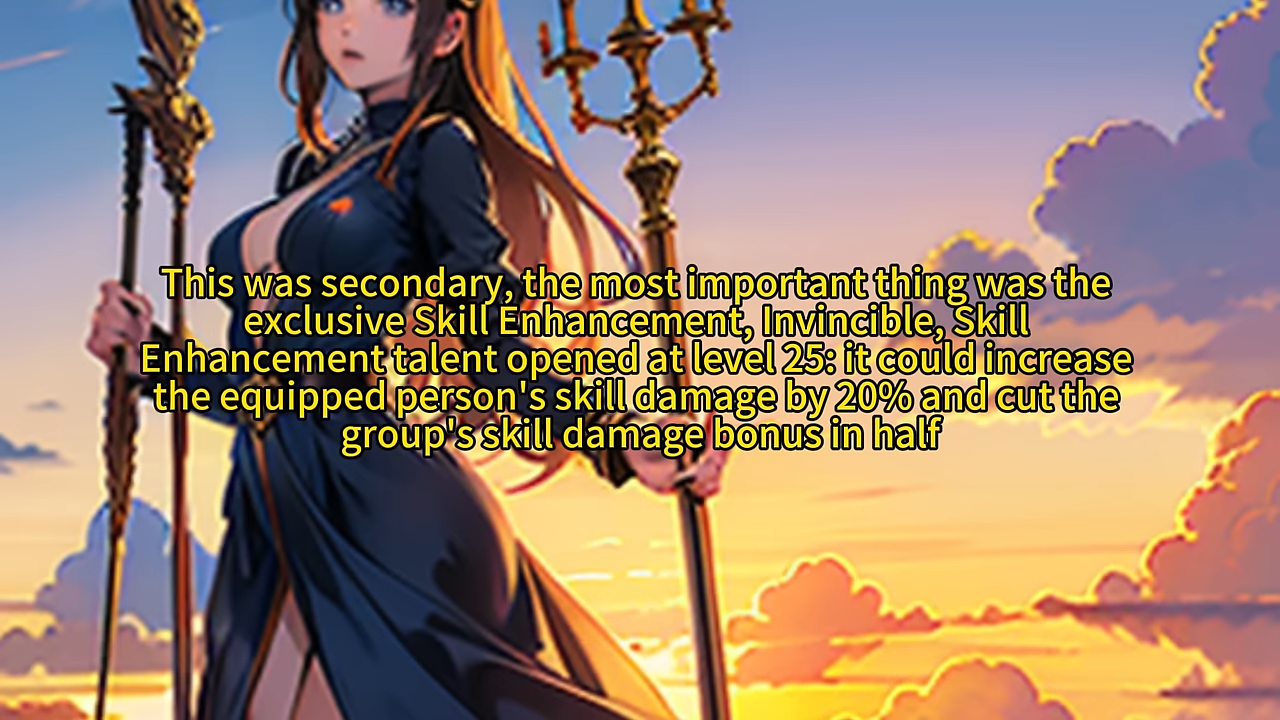 This was secondary, the most important thing was the
exclusive Skill Enhancement, Invincible, Skill
Enhancement talent opened at level 25: it could increase
the equipped person's skill damage by 20% and cut the
group's skill damage bonus in half